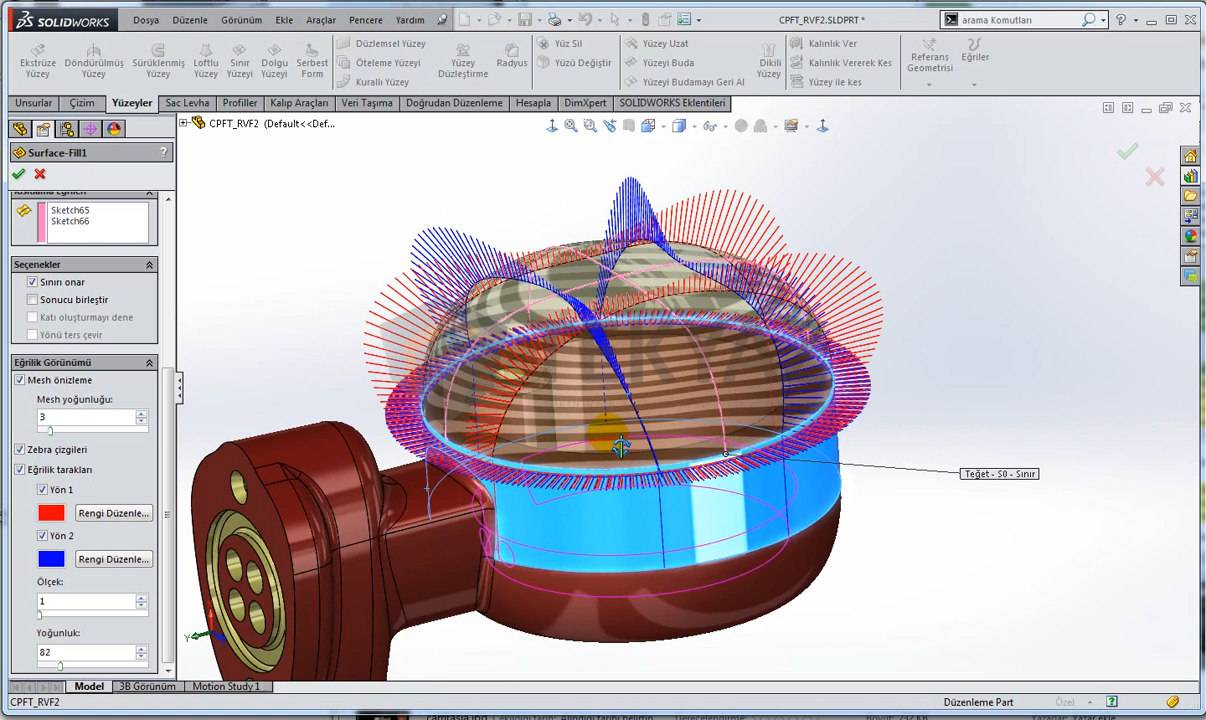 SOLIDWORKS
Dosya Düzenle Görünüm Ekle Araçlar Pencere Yardım
CPFT_RVF2.SLDPRT *
arama Komutları
Ekstrüze Yüzey
Döndürülmüş Yüzey
Sürüklenmiş Yüzey
Loftlu Yüzey
Sınır Yüzey
Dolgu Yüzey
Serbest Form
Düzlemsel Yüzey
Öteleme Yüzeyi
Kurallı Yüzey
Yüzey Düzleştirme
Radyus
Yüz Sil
Yüzü Değiştir
Yüzey Uzat
Yüzeyi Buda
Yüzeyi Budamayı Geri Al
Dikili Yüzey
Kalınlık Ver
Kalınlık Vererek Kes
Yüzey ile kes
Referans Geometrisi
Eğriler
Unsurlar Çizim Yüzeyler Sac Levha Profiller Kalıp Araçları Veri Taşıma Doğrudan Düzenleme Hesapla DimXpert SOLIDWORKS Eklentileri
CPFT_RVF2 (Default<<Def...
Surface-Fill1
?
Kısıtlama Eğrileri
Sketch65
Sketch66
Seçenekler
Sınırı onar
Sonucu birleştir
Katı oluşturmayı dene
Yönü ters çevir
Eğrilik Görünümü
Mesh önizleme
Mesh yoğunluğu:
3
Zebra çizgileri
Eğrilik tarakları
Yön 1
Rengi Düzenle...
Yön 2
Rengi Düzenle...
Ölçek:
1
Yoğunluk:
82
Teğet - S0 - Sınır
Y
Model 3B Görünüm Motion Study 1
CPFT_RVF2
Düzenleme Part
Özel